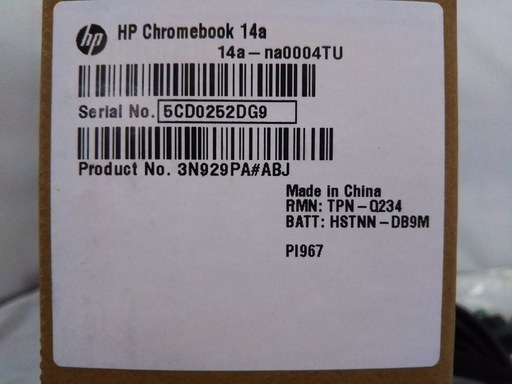 hp HP Chromebook 14a
14a-na0004TU
Serial No. 5CD0252DG9
Product No. 3N929PA#ABJ
Made in China
RMN: TPN-Q234
BATT: HSTNN-DB9M
PI967